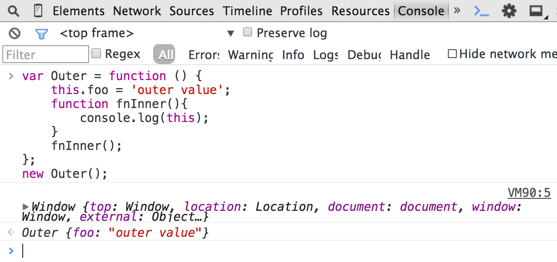 Elements Network Sources Timeline Profiles Resources Console »
<top frame> Preserve log
Filter Regex All Errors Warning Info Logs Debug Handle Hide network me
var Outer = function () {
this.foo = 'outer value';
function fnInner(){
console.log(this);
}
fnInner();
};
new Outer();
VM90:5
Window {top: Window, location: Location, document: document, window:
Window, external: Object…}
Outer {foo: "outer value"}